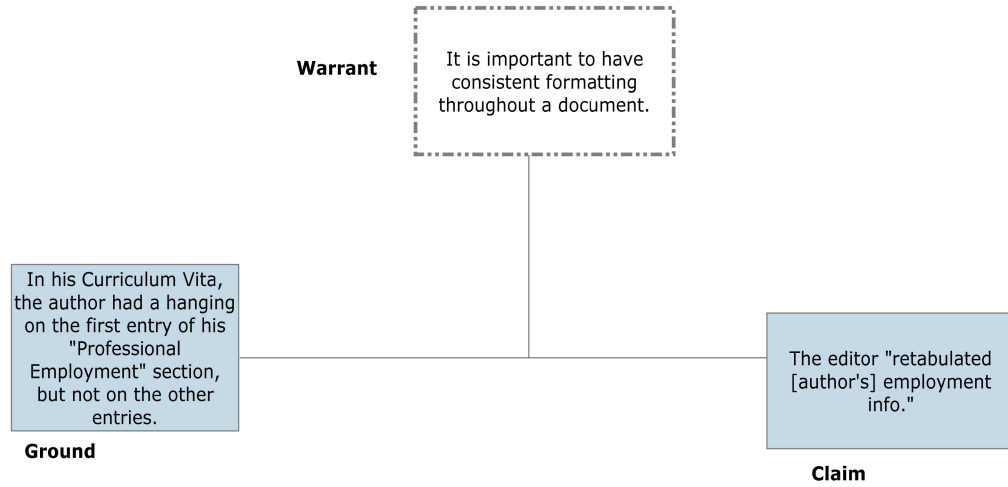 Warrant
It is important to have
consistent formatting
throughout a document.
In his Curriculum Vita,
the author had a hanging
on the first entry of his
"Professional
Employment" section,
but not on the other
entries.
Ground
The editor "retabulated
[author's] employment
info."
Claim